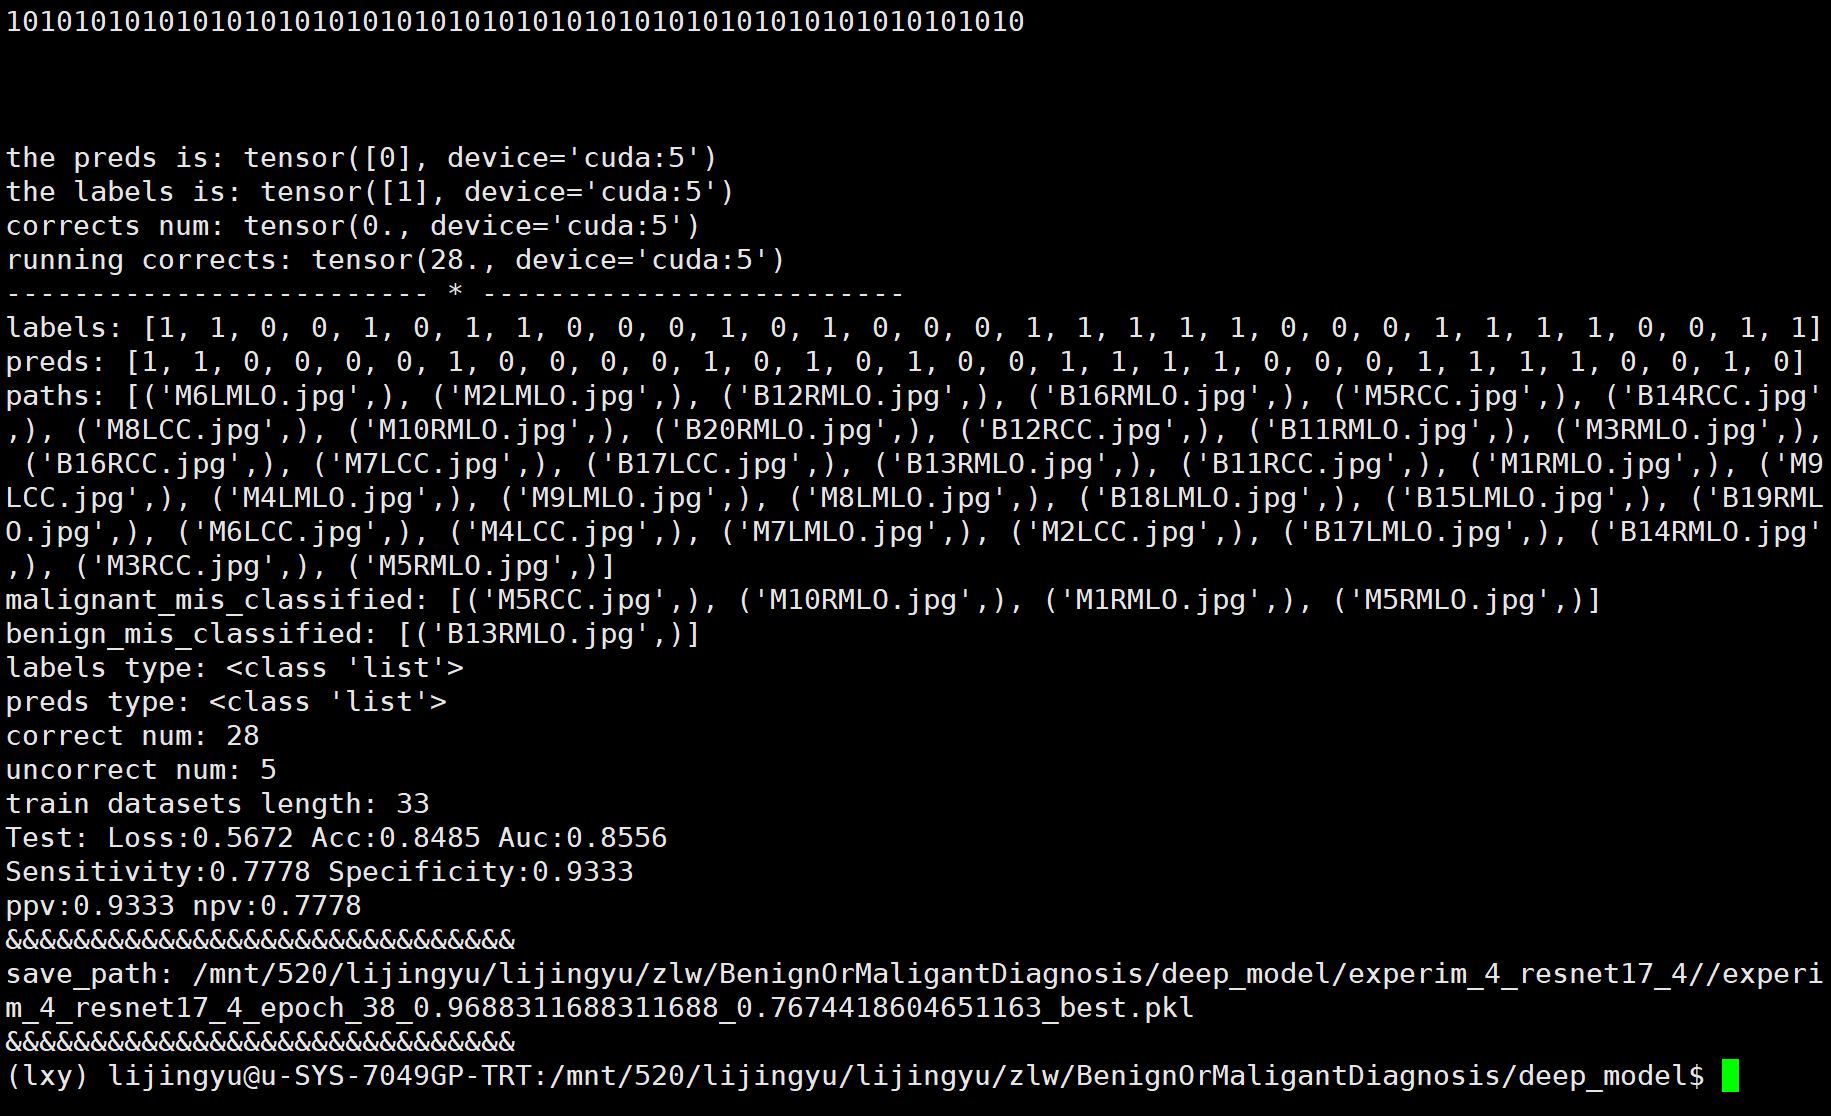 101010101010101010101010101010101010101010101010101010101010
the preds is: tensor([0], device='cuda:5')
the labels is: tensor([1], device='cuda:5')
corrects num: tensor(0., device='cuda:5')
running corrects: tensor(28., device='cuda:5')
------------------------- * -------------------------
labels: [1, 1, 0, 0, 1, 0, 1, 1, 0, 0, 0, 1, 0, 1, 0, 0, 0, 1, 1, 1, 1, 1, 0, 0, 0, 1, 1, 1, 1, 0, 0, 1, 1]
preds: [1, 1, 0, 0, 0, 0, 1, 0, 0, 0, 0, 1, 0, 1, 0, 1, 0, 0, 1, 1, 1, 1, 0, 0, 0, 1, 1, 1, 1, 0, 0, 1, 0]
paths: [('M6LMLO.jpg',), ('M2LMLO.jpg',), ('B12RMLO.jpg',), ('B16RMLO.jpg',), ('M5RCC.jpg',), ('B14RCC.jpg'
,), ('M8LCC.jpg',), ('M10RMLO.jpg',), ('B20RMLO.jpg',), ('B12RCC.jpg',), ('B11RMLO.jpg',), ('M3RMLO.jpg',),
 ('B16RCC.jpg',), ('M7LCC.jpg',), ('B17LCC.jpg',), ('B13RMLO.jpg',), ('B11RCC.jpg',), ('M1RMLO.jpg',), ('M9
LCC.jpg',), ('M4LMLO.jpg',), ('M9LMLO.jpg',), ('M8LMLO.jpg',), ('B18LMLO.jpg',), ('B15LMLO.jpg',), ('B19RML
O.jpg',), ('M6LCC.jpg',), ('M4LCC.jpg',), ('M7LMLO.jpg',), ('M2LCC.jpg',), ('B17LMLO.jpg',), ('B14RMLO.jpg'
,), ('M3RCC.jpg',), ('M5RMLO.jpg',)]
malignant_mis_classified: [('M5RCC.jpg',), ('M10RMLO.jpg',), ('M1RMLO.jpg',), ('M5RMLO.jpg',)]
benign_mis_classified: [('B13RMLO.jpg',)]
labels type: <class 'list'>
preds type: <class 'list'>
correct num: 28
uncorrect num: 5
train datasets length: 33
Test: Loss:0.5672 Acc:0.8485 Auc:0.8556
Sensitivity:0.7778 Specificity:0.9333
ppv:0.9333 npv:0.7778
&&&&&&&&&&&&&&&&&&&&&&&&&&&&&&
save_path: /mnt/520/lijingyu/lijingyu/zlw/BenignOrMaligantDiagnosis/deep_model/experim_4_resnet17_4//experi
m_4_resnet17_4_epoch_38_0.9688311688311688_0.7674418604651163_best.pkl
&&&&&&&&&&&&&&&&&&&&&&&&&&&&&&
(lxy) lijingyu@u-SYS-7049GP-TRT:/mnt/520/lijingyu/lijingyu/zlw/BenignOrMaligantDiagnosis/deep_model$